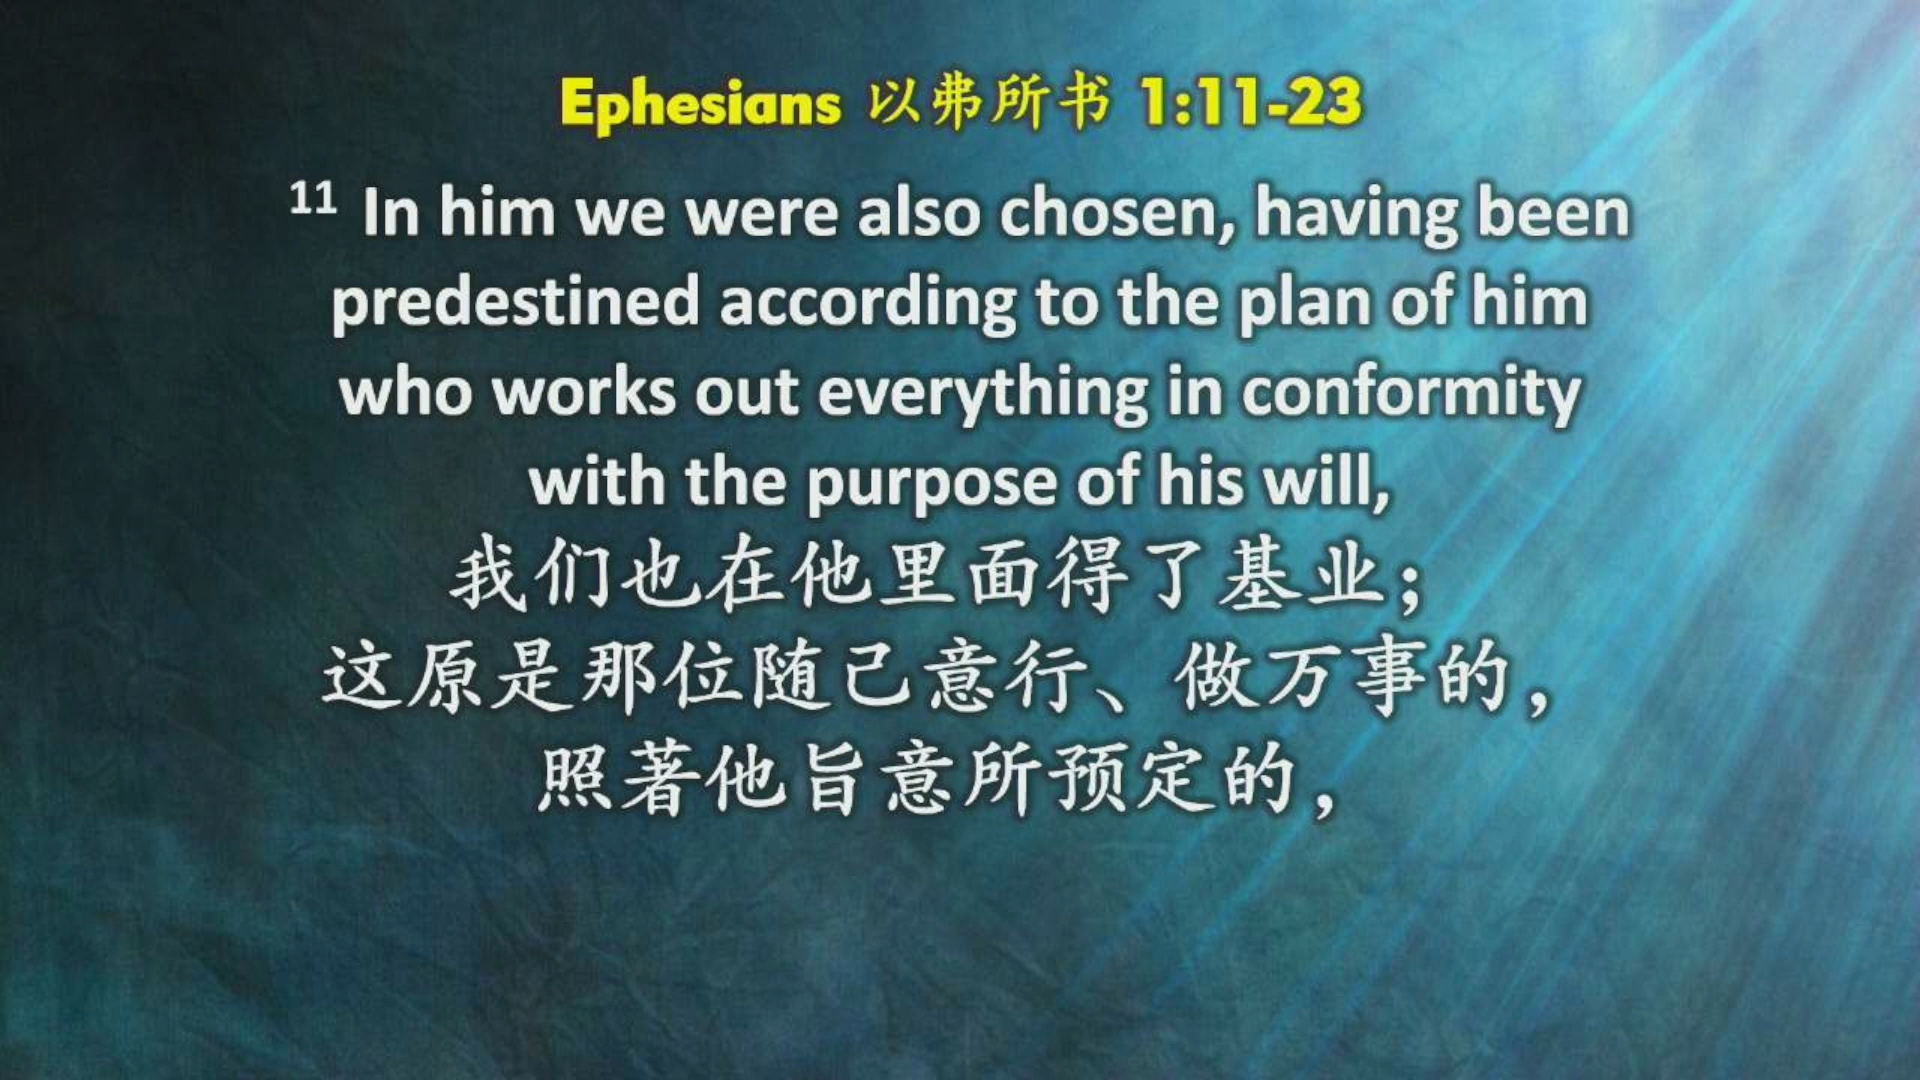 Ephesians 以弗所书 1:11-23
11 In him we were also chosen, having been
predestined according to the plan of him
who works out everything in conformity
with the purpose of his will,
我们也在他里面得了基业；
这原是那位随己意行、做万事的，
照著他旨意所预定的，